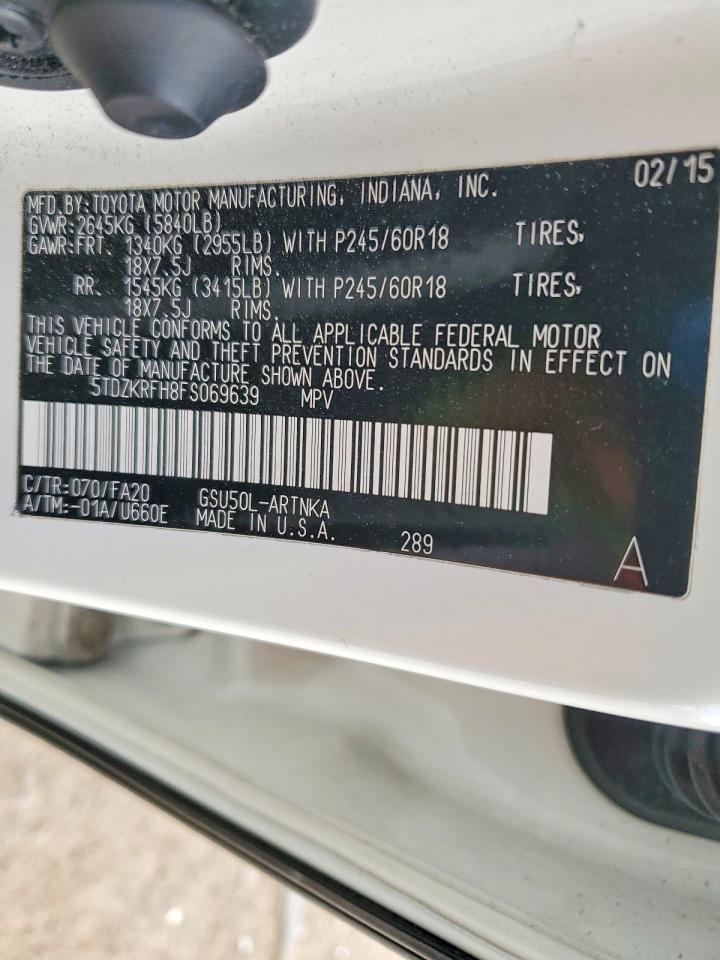 02/15
MFD.BY:TOYOTA MOTOR MANUFACTURING, INDIANA, INC.
GVWR:2645KG (5840LB)
GAWR:FRT. 1340KG (2955LB) WITH P245/60R18 TIRES,
18X7.5J RIMS.
RR. 1545KG (3415LB) WITH P245/60R18 TIRES,
18X7.5J RIMS.
THIS VEHICLE CONFORMS TO ALL APPLICABLE FEDERAL MOTOR
VEHICLE SAFETY AND THEFT PREVENTION STANDARDS IN EFFECT ON
THE DATE OF MANUFACTURE SHOWN ABOVE.
5TDZKRFH8FS069639 MPV
C/TR:070/FA20 GSU50L-ARTNKA
A/TM:-01A/U660E MADE IN U.S.A.
289
A